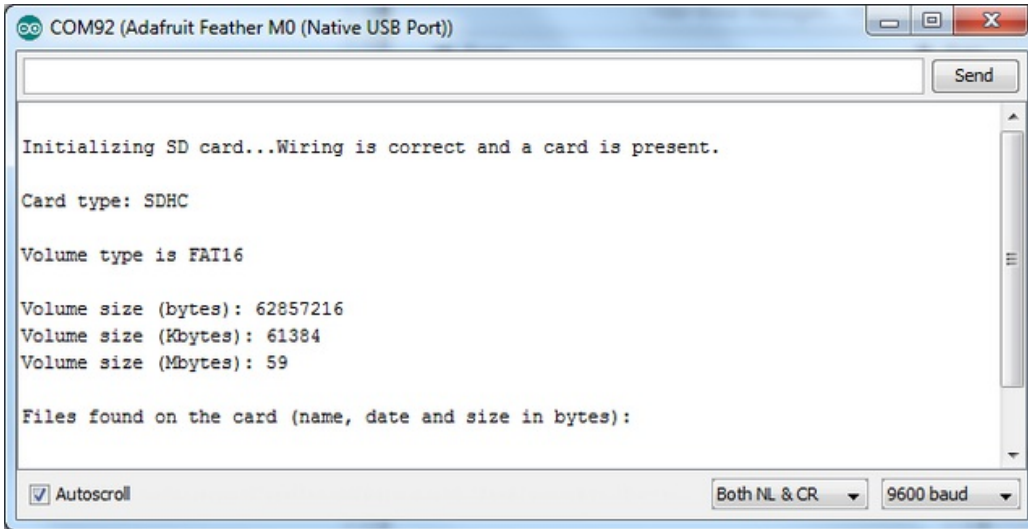 COM92 (Adafruit Feather M0 (Native USB Port))
Send
Initializing SD card...Wiring is correct and a card is present.
Card type: SDHC
Volume type is FAT16
Volume size (bytes): 62857216
Volume size (Kbytes): 61384
Volume size (Mbytes): 59
Files found on the card (name, date and size in bytes):
Autoscroll
Both NL & CR
9600 baud